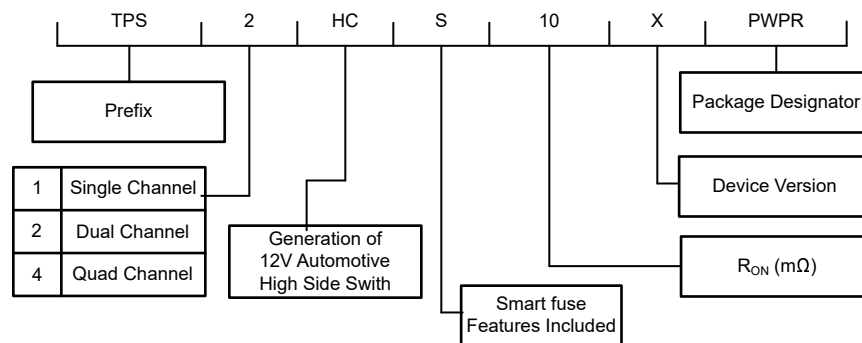 TPS 2 HC S 10 X PWPR
Prefix
Package Designator
1 Single Channel
2 Dual Channel
4 Quad Channel
Generation of
12V Automotive
High Side Swith
Device Version
R_ON (mΩ)
Smart fuse
Features Included